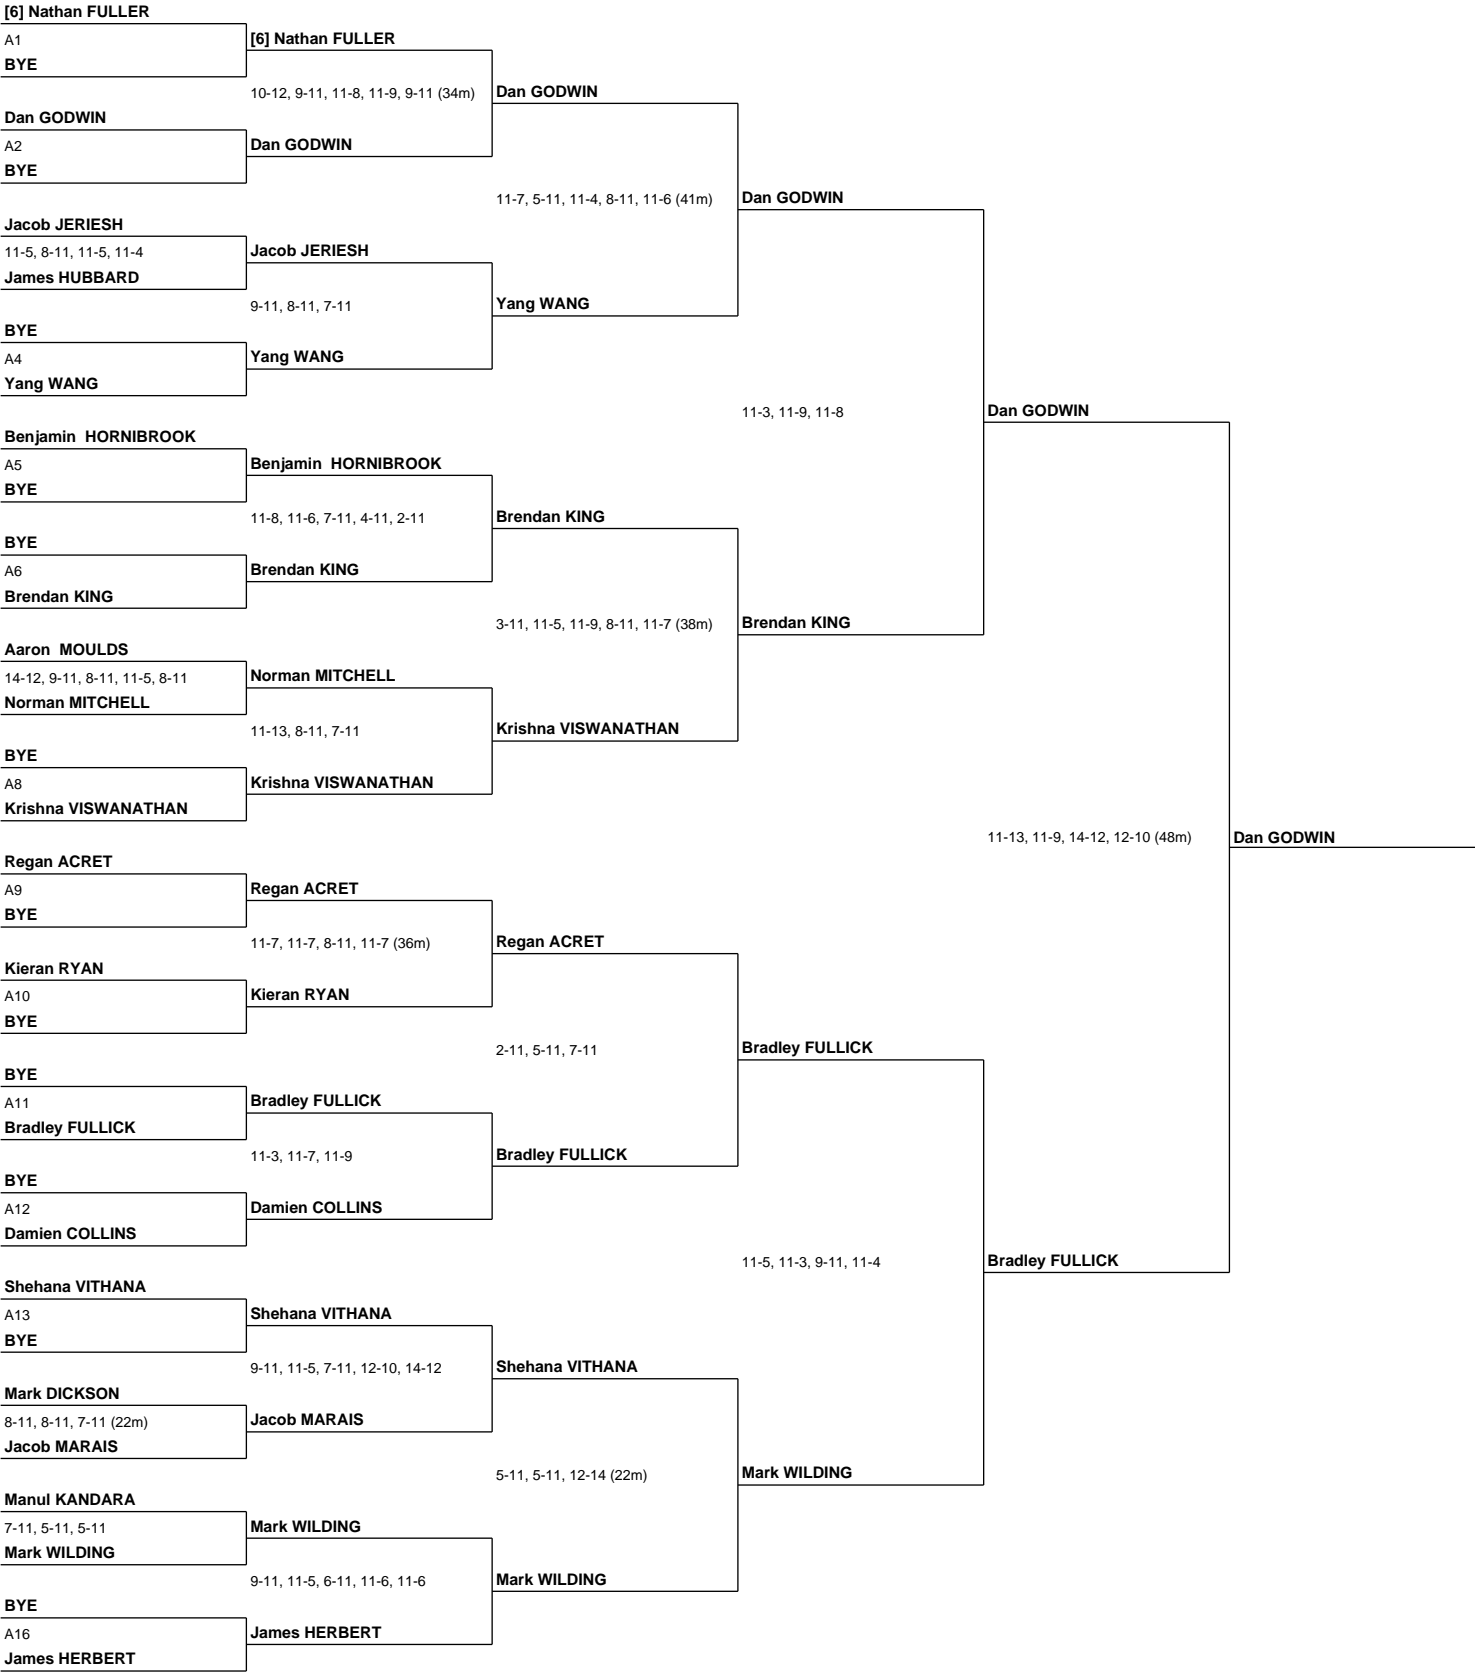 [6] Nathan FULLER
A1
[6] Nathan FULLER
BYE
10-12, 9-11, 11-8, 11-9, 9-11 (34m)
Dan GODWIN
Dan GODWIN
A2
Dan GODWIN
BYE
11-7, 5-11, 11-4, 8-11, 11-6 (41m)
Dan GODWIN
Jacob JERIESH
11-5, 8-11, 11-5, 11-4
Jacob JERIESH
James HUBBARD
9-11, 8-11, 7-11
Yang WANG
BYE
A4
Yang WANG
Yang WANG
11-3, 11-9, 11-8
Dan GODWIN
Benjamin  HORNIBROOK
A5
Benjamin  HORNIBROOK
BYE
11-8, 11-6, 7-11, 4-11, 2-11
Brendan KING
BYE
A6
Brendan KING
Brendan KING
3-11, 11-5, 11-9, 8-11, 11-7 (38m)
Brendan KING
Aaron  MOULDS
14-12, 9-11, 8-11, 11-5, 8-11
Norman MITCHELL
Norman MITCHELL
11-13, 8-11, 7-11
Krishna VISWANATHAN
BYE
A8
Krishna VISWANATHAN
Krishna VISWANATHAN
11-13, 11-9, 14-12, 12-10 (48m)
Dan GODWIN
Regan ACRET
A9
Regan ACRET
BYE
11-7, 11-7, 8-11, 11-7 (36m)
Regan ACRET
Kieran RYAN
A10
Kieran RYAN
BYE
2-11, 5-11, 7-11
Bradley FULLICK
BYE
A11
Bradley FULLICK
Bradley FULLICK
11-3, 11-7, 11-9
Bradley FULLICK
BYE
A12
Damien COLLINS
Damien COLLINS
11-5, 11-3, 9-11, 11-4
Bradley FULLICK
Shehana VITHANA
A13
Shehana VITHANA
BYE
9-11, 11-5, 7-11, 12-10, 14-12
Shehana VITHANA
Mark DICKSON
8-11, 8-11, 7-11 (22m)
Jacob MARAIS
Jacob MARAIS
5-11, 5-11, 12-14 (22m)
Mark WILDING
Manul KANDARA
7-11, 5-11, 5-11
Mark WILDING
Mark WILDING
9-11, 11-5, 6-11, 11-6, 11-6
Mark WILDING
BYE
A16
James HERBERT
James HERBERT